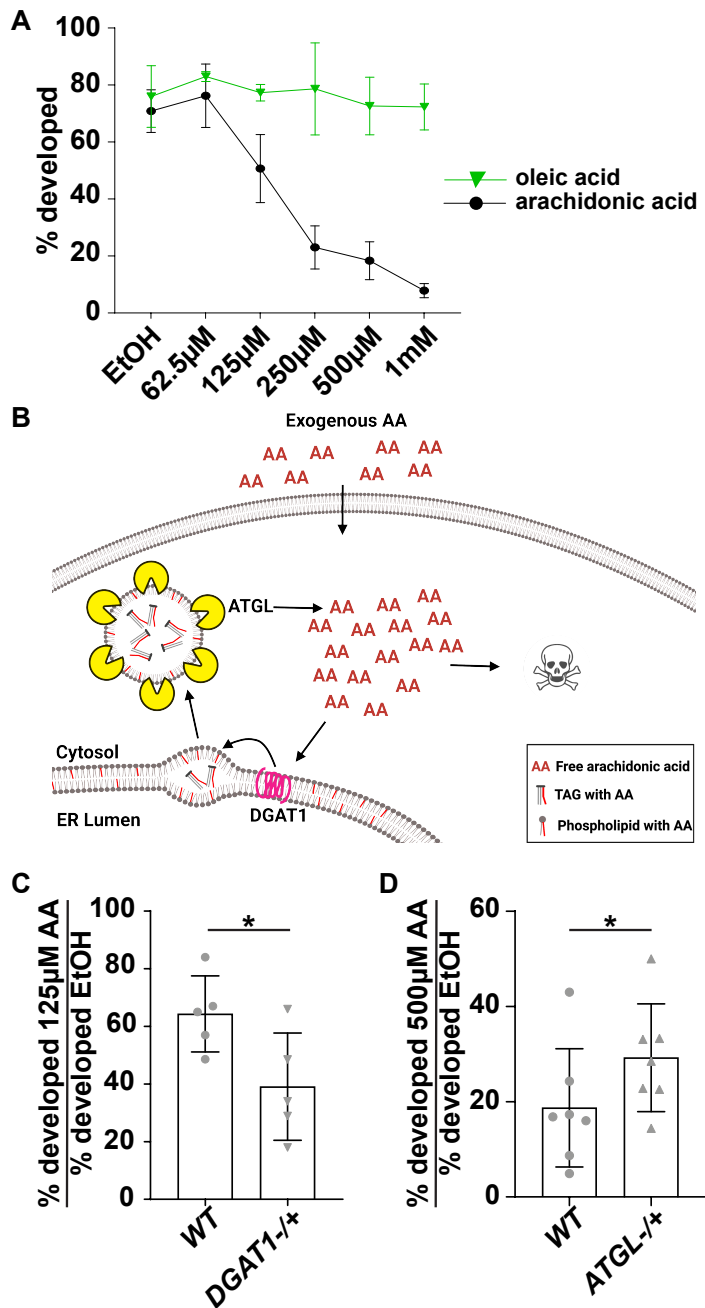 A
% developed
100
80
60
40
20
0
EtOH
62.5μM
125μM
250μM
500μM
1mM
oleic acid
arachidonic acid
B
Exogenous AA
AA AA AA AA
AA AA AA AA
ATGL
AA AA AA
AA AA AA AA
AA AA AA AA
AA AA AA
AA AA
Cytosol
ER Lumen
DGAT1
AA Free arachidonic acid
TAG with AA
Phospholipid with AA
C
% developed 125μM AA
% developed EtOH
100
80
60
40
20
0
*
WT
DGAT1-/+
D
% developed 500μM AA
% developed EtOH
60
40
20
0
*
WT
ATGL-/+